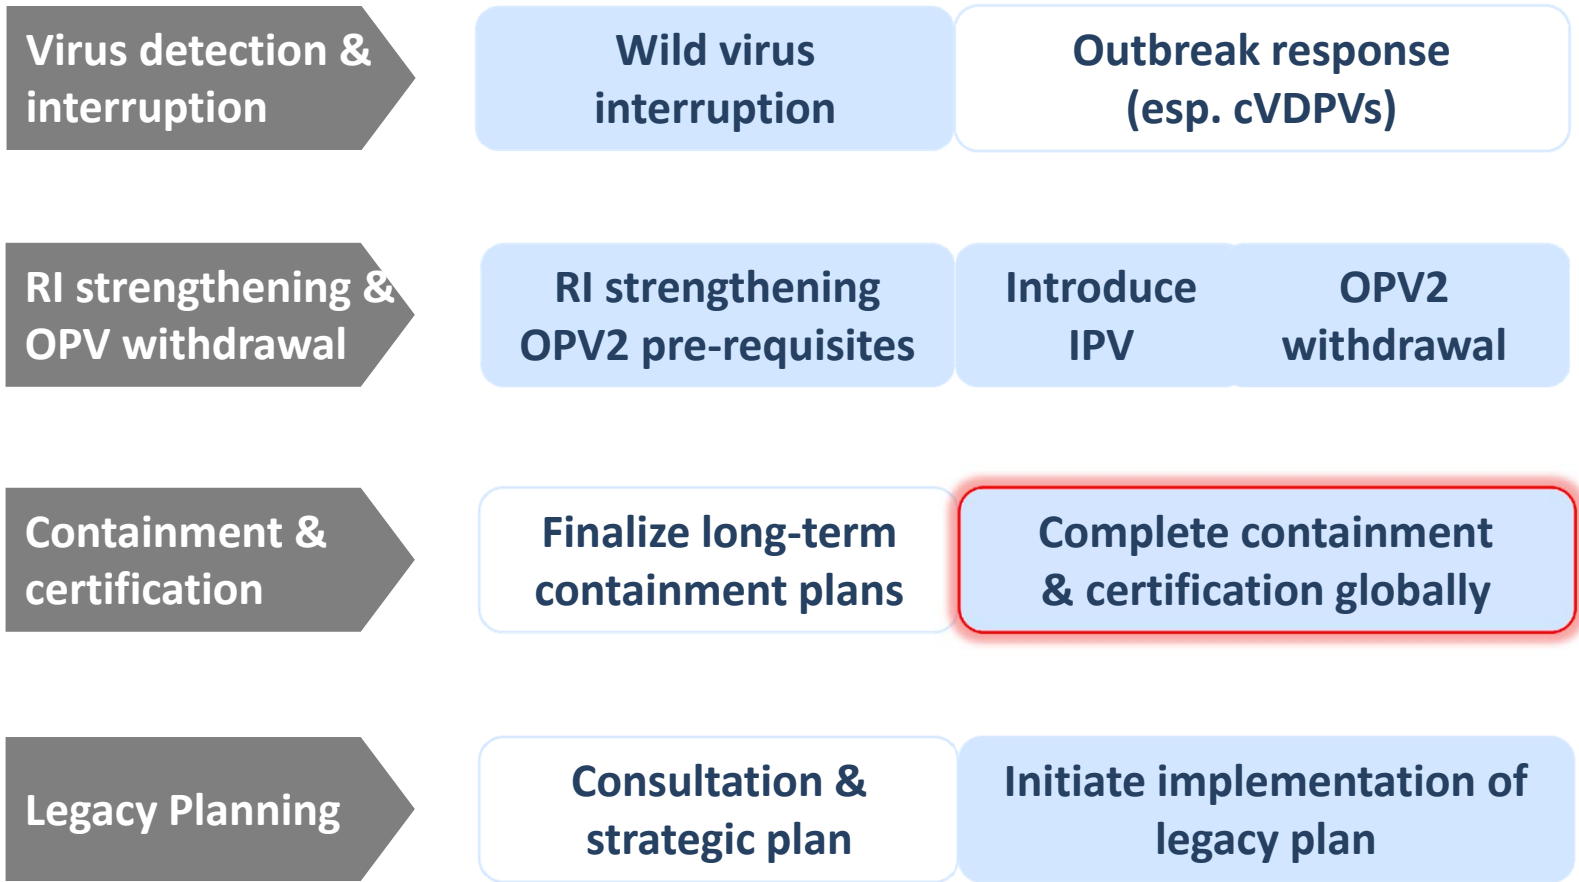 Virus detection &
interruption
Wild virus
interruption
Outbreak response
(esp. cVDPVs)
RI strengthening &
OPV withdrawal
RI strengthening
OPV2 pre-requisites
Introduce
IPV
OPV2
withdrawal
Containment &
certification
Finalize long-term
containment plans
Complete containment
& certification globally
Legacy Planning
Consultation &
strategic plan
Initiate implementation of
legacy plan